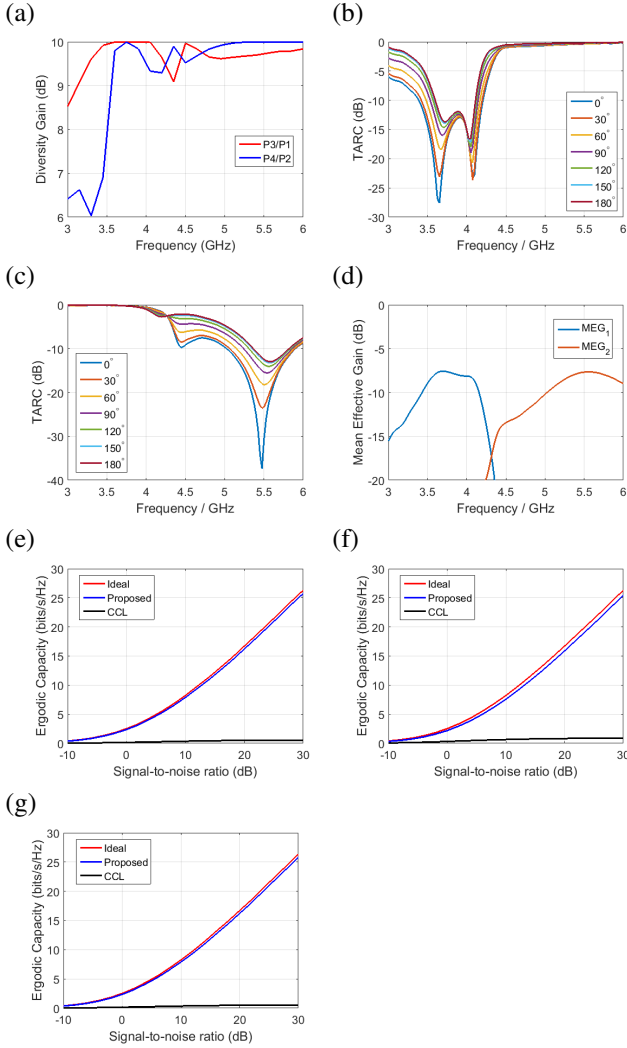 (a)
Diversity Gain (dB)
10
9
8
7
6
P3/P1
P4/P2
3
3.5
4
4.5
5
5.5
6
Frequency (GHz)
(b)
TARC (dB)
0
-5
-10
-15
-20
-25
-30
0°
30°
60°
90°
120°
150°
180°
3
3.5
4
4.5
5
5.5
6
Frequency / GHz
(c)
TARC (dB)
0
-10
-20
-30
-40
0°
30°
60°
90°
120°
150°
180°
3
3.5
4
4.5
5
5.5
6
Frequency / GHz
(d)
Mean Effective Gain (dB)
0
-5
-10
-15
-20
MEG₁
MEG₂
3
3.5
4
4.5
5
5.5
6
Frequency / GHz
(e)
Ergodic Capacity (bits/s/Hz)
30
25
20
15
10
5
0
Ideal
Proposed
CCL
-10
0
10
20
30
Signal-to-noise ratio (dB)
(f)
Ergodic Capacity (bits/s/Hz)
30
25
20
15
10
5
0
Ideal
Proposed
CCL
-10
0
10
20
30
Signal-to-noise ratio (dB)
(g)
Ergodic Capacity (bits/s/Hz)
30
25
20
15
10
5
0
Ideal
Proposed
CCL
-10
0
10
20
30
Signal-to-noise ratio (dB)